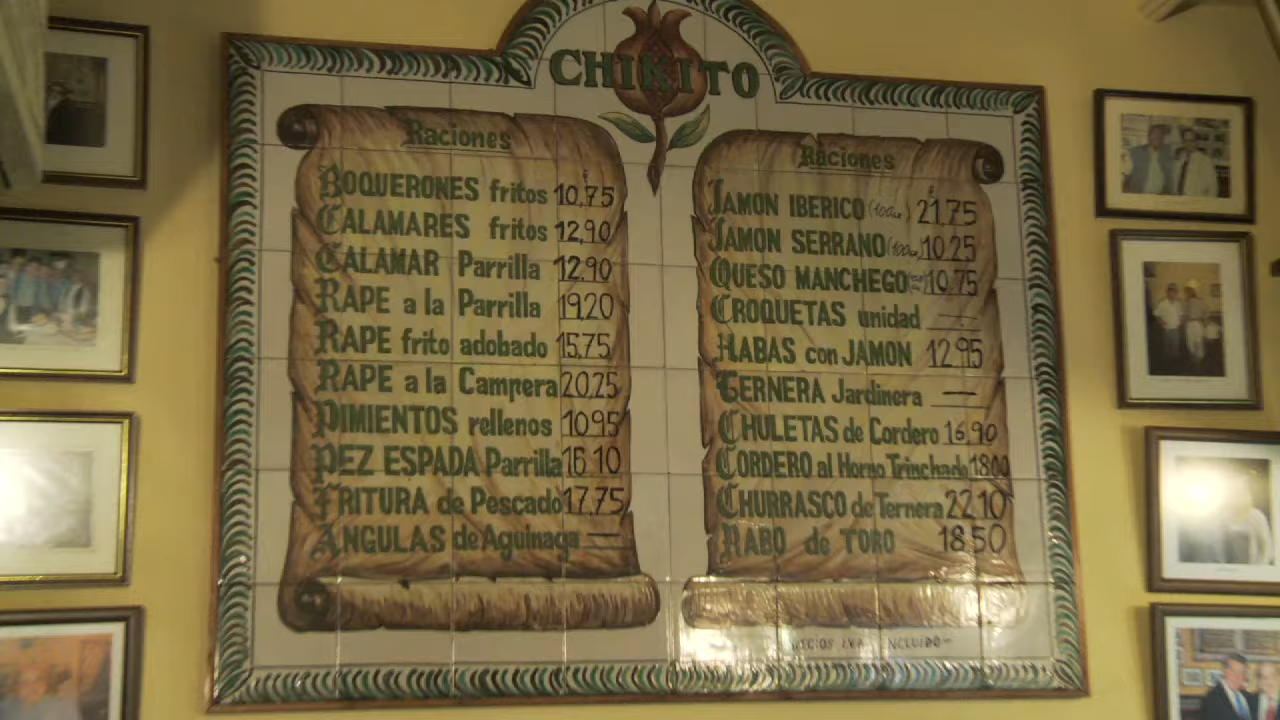 CHIKITO
Raciones
€
BOQUERONES fritos 10,75
CALAMARES fritos 12,90
CALAMAR Parrilla 12,90
RAPE a la Parrilla 19,20
RAPE frito adobado 15,75
RAPE a la Campera 20,25
PIMIENTOS rellenos 10,95
PEZ ESPADA Parrilla 16,10
FRITURA de Pescado 17,75
ANGULAS de Aguinaga —
Raciones
€
JAMON IBERICO 21,75
JAMON SERRANO 10,25
QUESO MANCHEGO 10,75
CROQUETAS unidad —
HABAS con JAMON 12,95
TERNERA Jardinera —
CHULETAS de Cordero 16,90
CORDERO al Horno Trinchado 18,00
CHURRASCO de Ternera 22,10
RABO de TORO 18,50
IVA INCLUIDO